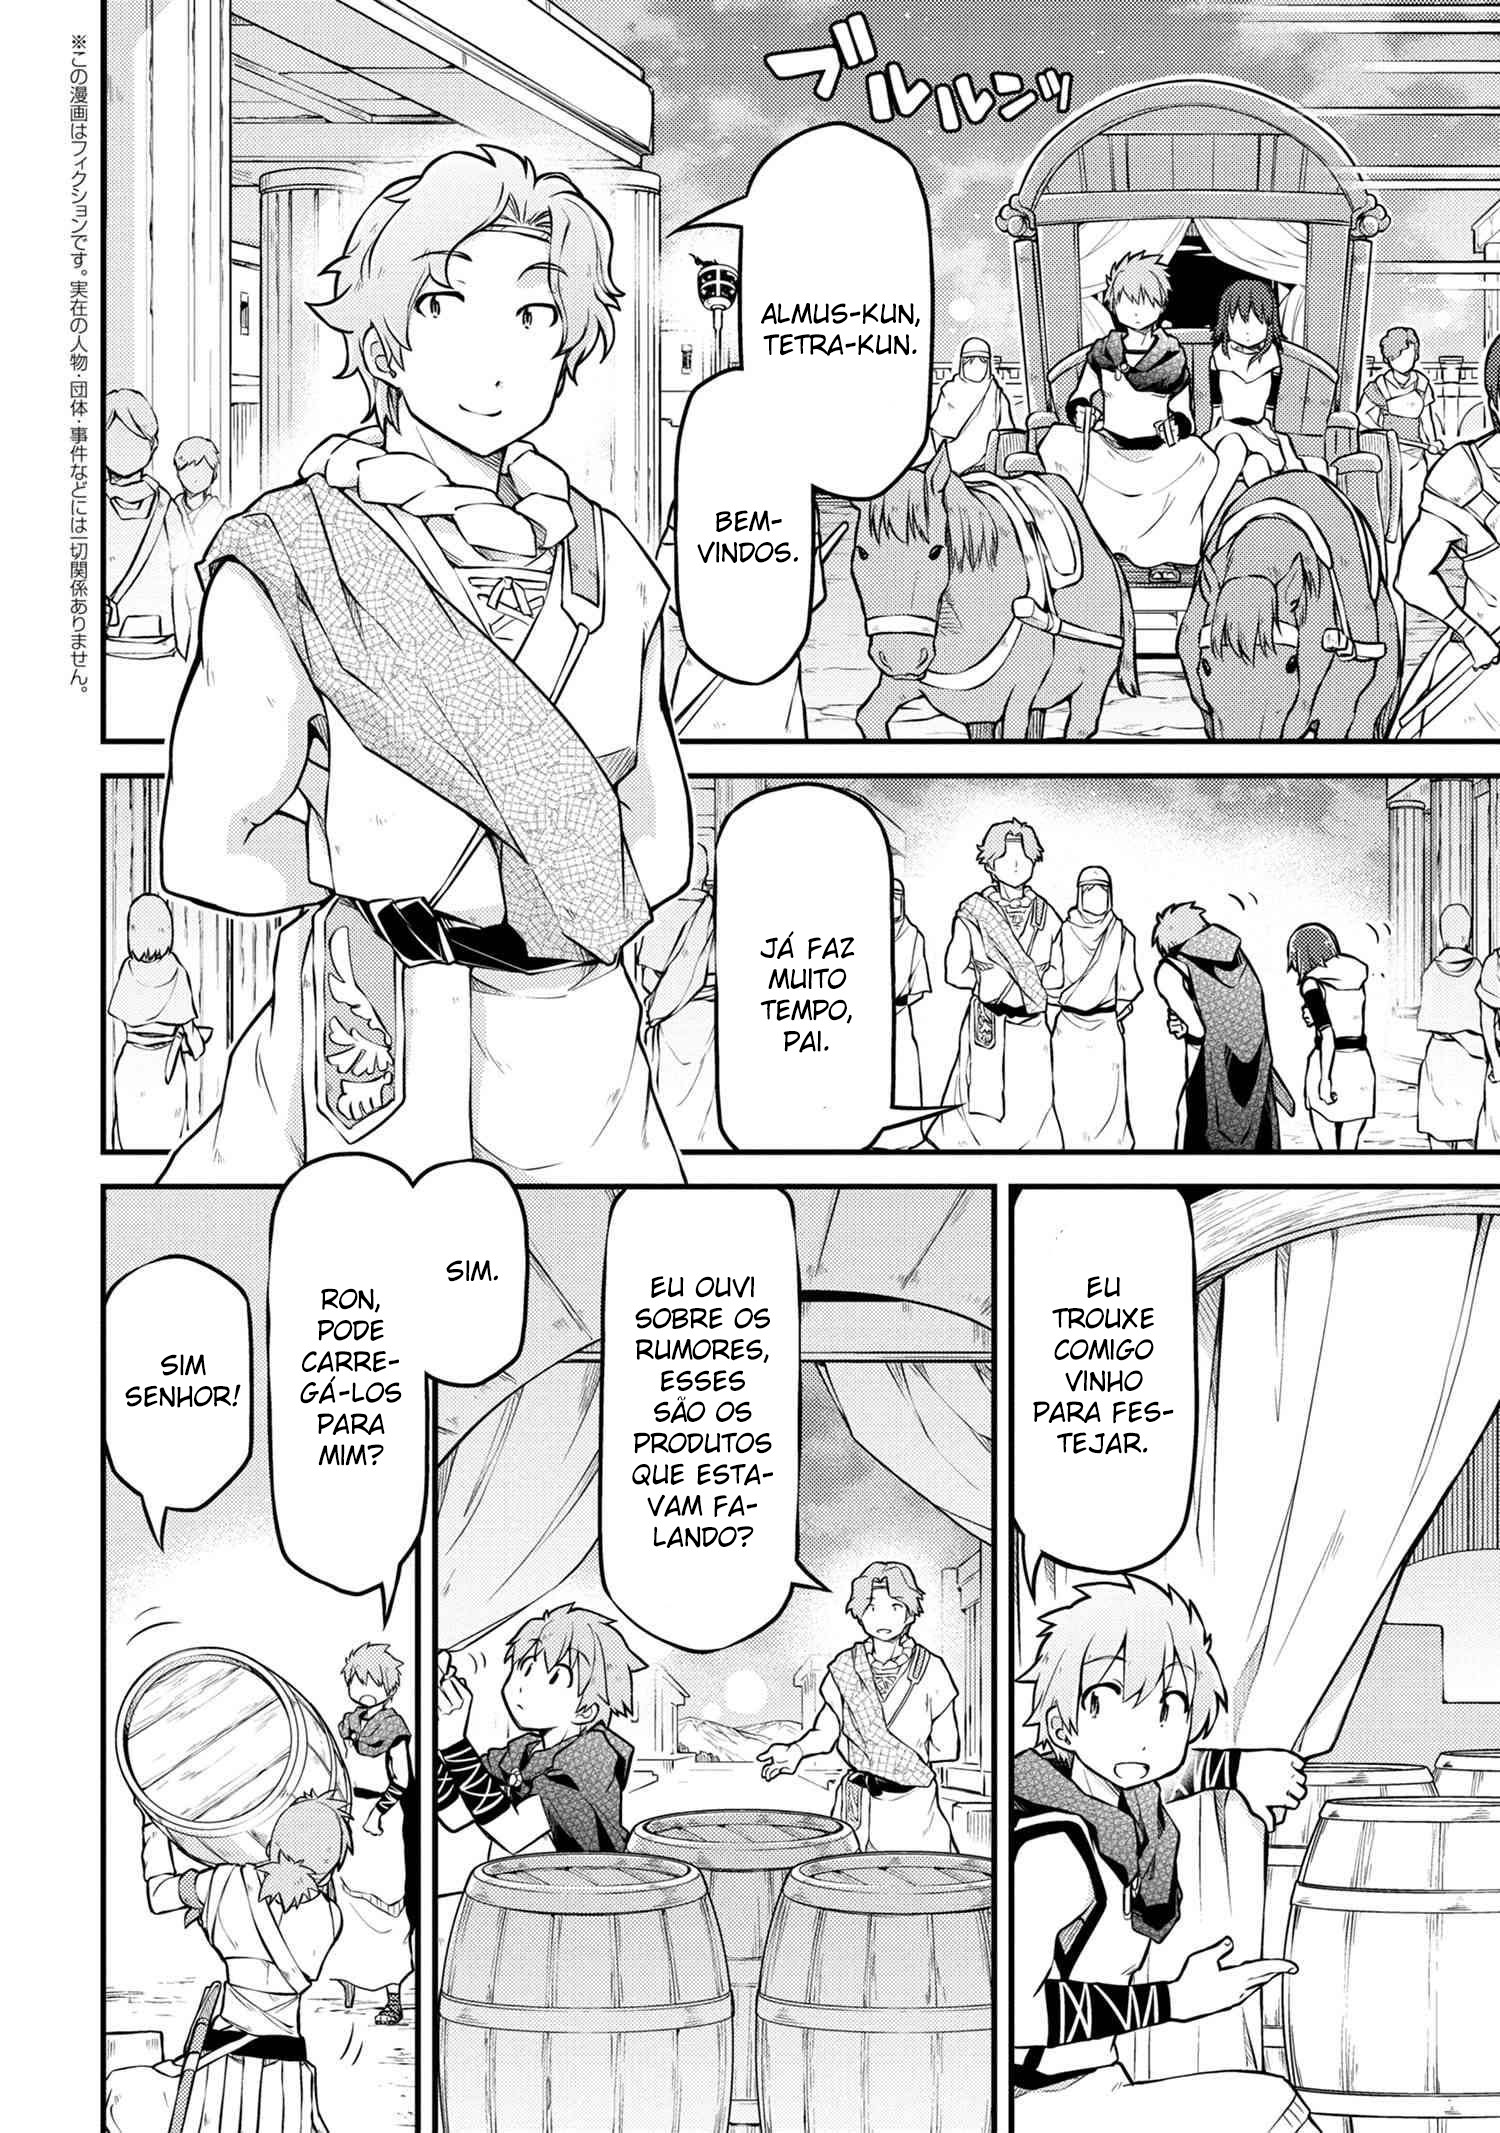 ※この漫画はフィクションです。実在の人物・団体・事件などには一切関係ありません。
ブルルルンッ
ALMUS-KUN,
TETRA-KUN.
BEM-
VINDOS.
JÁ FAZ
MUITO
TEMPO,
PAI.
EU
TROUXE
COMIGO
VINHO
PARA FES-
TEJAR.
EU OUVI
SOBRE OS
RUMORES,
ESSES
SÃO OS
PRODUTOS
QUE ESTA-
VAM FA-
LANDO?
SIM.
RON,
PODE
CARRE-
GÁ-LOS
PARA
MIM?
SIM
SENHOR!